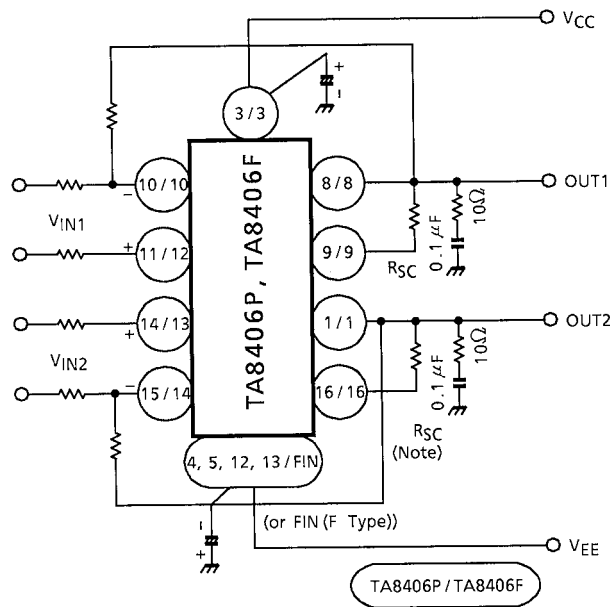 VCC
+
-
3/3
10/10
-
8/8
OUT1
10Ω
0.1 μF
VIN1
+
11/12
9/9
RSC
TA8406P, TA8406F
14/13
+
1/1
OUT2
VIN2
-
15/14
16/16
10Ω
0.1 μF
RSC
(Note)
4, 5, 12, 13/FIN
(or FIN (F Type))
-
+
VEE
TA8406P/TA8406F